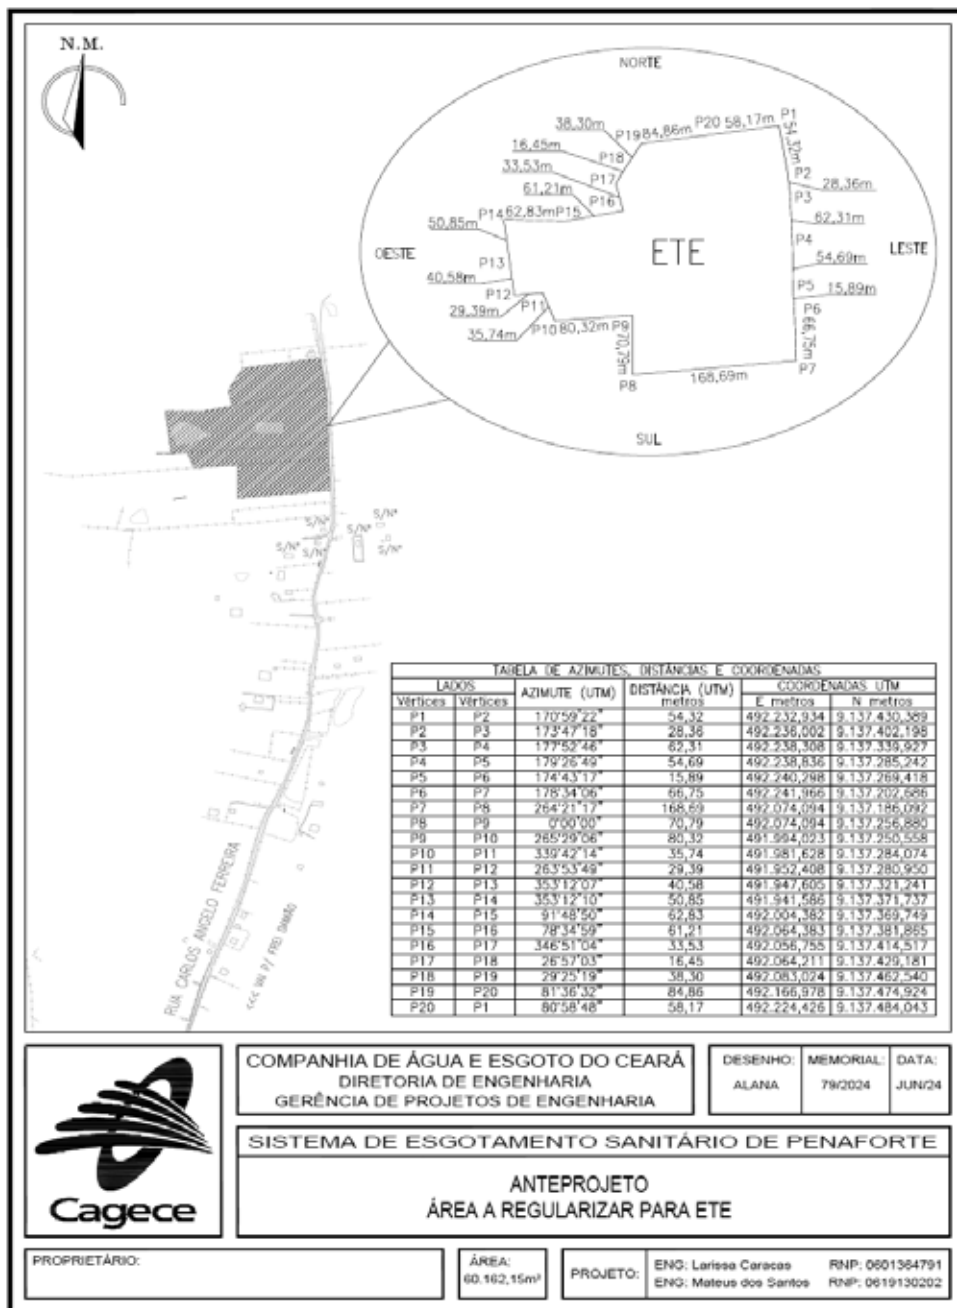 N.M.
NORTE
38,30m
P19
84,86m
P20
58,17m
P1
54,32m
16,45m
P18
33,53m
P17
P2
28,36m
61,21m
P16
P3
P14
62,83m
P15
62,31m
50,85m
P4
OESTE
ETE
LESTE
P13
54,69m
40,58m
P12
P5
15,89m
29,39m
P11
P6
35,74m
P10
80,32m
P9
70,79m
66,75m
P7
P8
168,69m
SUL
S/Nº
S/Nº
S/Nº
S/Nº
S/Nº
S/Nº
RUA CARLOS ANGELO FERREIRA
<<< VAI P/ FREI DAMIÃO
TABELA DE AZIMUTES, DISTÂNCIAS E COORDENADAS
LADOS AZIMUTE (UTM) DISTÂNCIA (UTM) metros COORDENADAS UTM
Vértices Vértices E metros N metros
P1 P2 170°59'22" 54,32 492.232,934 9.137.430,389
P2 P3 173°47'18" 28,36 492.236,002 9.137.402,198
P3 P4 177°52'46" 62,31 492.238,308 9.137.339,927
P4 P5 179°26'49" 54,69 492.238,836 9.137.285,242
P5 P6 174°43'17" 15,89 492.240,298 9.137.269,418
P6 P7 178°34'06" 66,75 492.241,966 9.137.202,686
P7 P8 264°21'17" 168,69 492.074,094 9.137.186,092
P8 P9 0°00'00" 70,79 492.074,094 9.137.256,880
P9 P10 265°29'06" 80,32 491.994,023 9.137.250,558
P10 P11 339°42'14" 35,74 491.981,628 9.137.284,074
P11 P12 263°53'49" 29,39 491.952,408 9.137.280,950
P12 P13 353°12'07" 40,58 491.947,605 9.137.321,241
P13 P14 353°12'10" 50,85 491.941,586 9.137.371,737
P14 P15 91°48'50" 62,83 492.004,382 9.137.369,749
P15 P16 78°34'59" 61,21 492.064,383 9.137.381,865
P16 P17 346°51'04" 33,53 492.056,755 9.137.414,517
P17 P18 26°57'03" 16,45 492.064,211 9.137.429,181
P18 P19 29°25'19" 38,30 492.083,024 9.137.462,540
P19 P20 81°36'32" 84,86 492.166,978 9.137.474,924
P20 P1 80°58'48" 58,17 492.224,426 9.137.484,043
Cagece
COMPANHIA DE ÁGUA E ESGOTO DO CEARÁ
DIRETORIA DE ENGENHARIA
GERÊNCIA DE PROJETOS DE ENGENHARIA
DESENHO: MEMORIAL: DATA:
ALANA 79/2024 JUN/24
SISTEMA DE ESGOTAMENTO SANITÁRIO DE PENAFORTE
ANTEPROJETO
ÁREA A REGULARIZAR PARA ETE
PROPRIETÁRIO:
ÁREA:
60.162,15m²
PROJETO:
ENG: Larissa Caracas RNP: 0601364791
ENG: Mateus dos Santos RNP: 0619130202